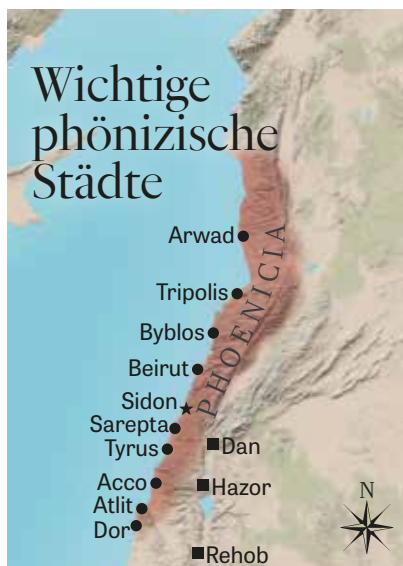 Wichtige
phönizische
Städte
Arwad
PHOENICIA
Tripolis
Byblos
Beirut
Sidon
Sarepta
Tyrus
Dan
Acco
Hazor
Atlit
Dor
N
Rehob